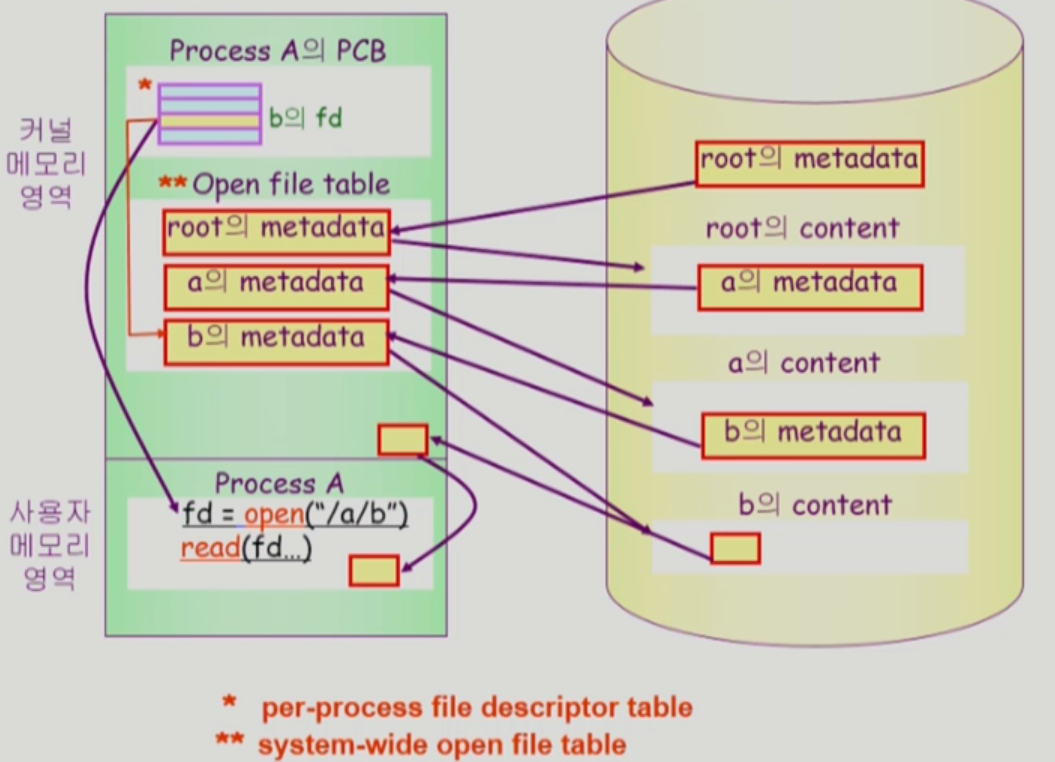 Process A의 PCB
*
b의 fd
커널
메모리
영역
** Open file table
root의 metadata
a의 metadata
b의 metadata
root의 metadata
root의 content
a의 metadata
a의 content
b의 metadata
b의 content
사용자
메모리
영역
Process A
fd = open("/a/b")
read(fd...)
* per-process file descriptor table
** system-wide open file table